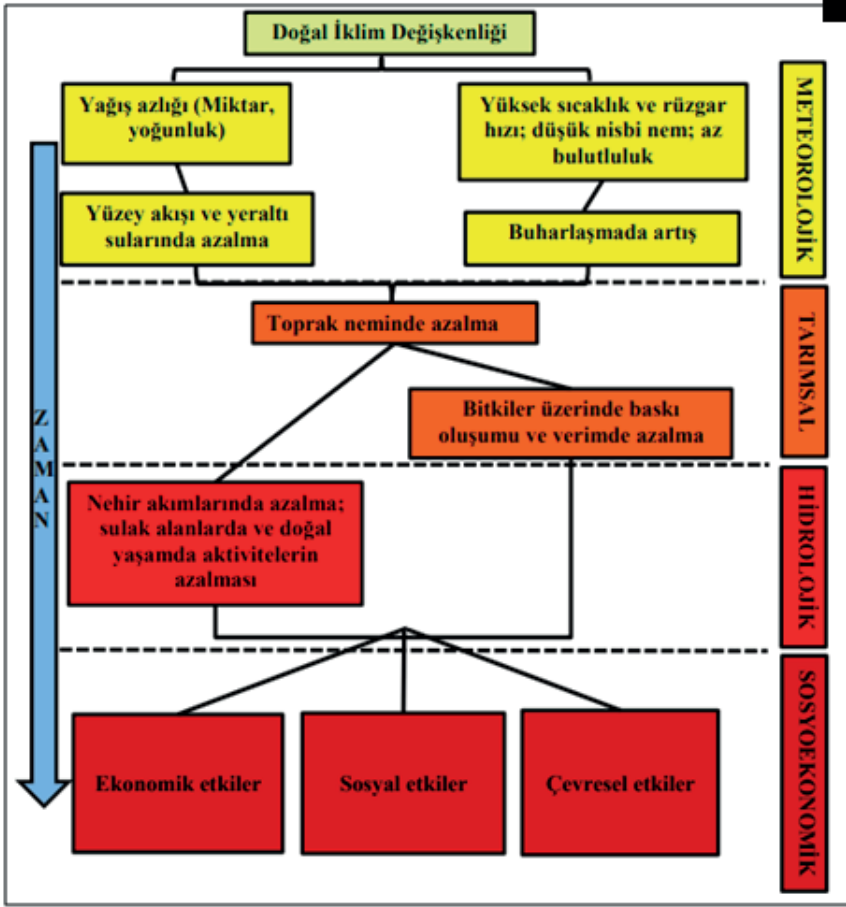 Doğal İklim Değişkenliği
Yağış azlığı (Miktar,
yoğunluk)
Yüksek sıcaklık ve rüzgar
hızı; düşük nisbi nem; az
bulutluluk
METEOROLOJİK
Yüzey akışı ve yeraltı
sularında azalma
Buharlaşmada artış
Toprak neminde azalma
TARIMSAL
Bitkiler üzerinde baskı
oluşumu ve verimde azalma
ZAMAN
Nehir akımlarında azalma;
sulak alanlarda ve doğal
yaşamda aktivitelerin
azalması
HİDROLOJİK
Ekonomik etkiler
Sosyal etkiler
Çevresel etkiler
SOSYOEKONOMİK